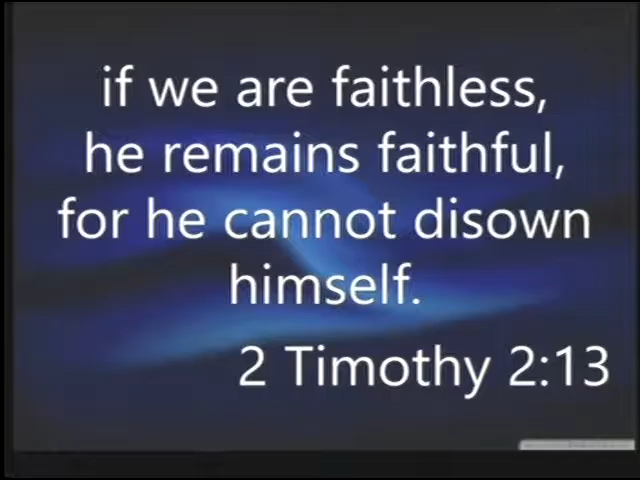 if we are faithless,
he remains faithful,
for he cannot disown
himself.
2 Timothy 2:13